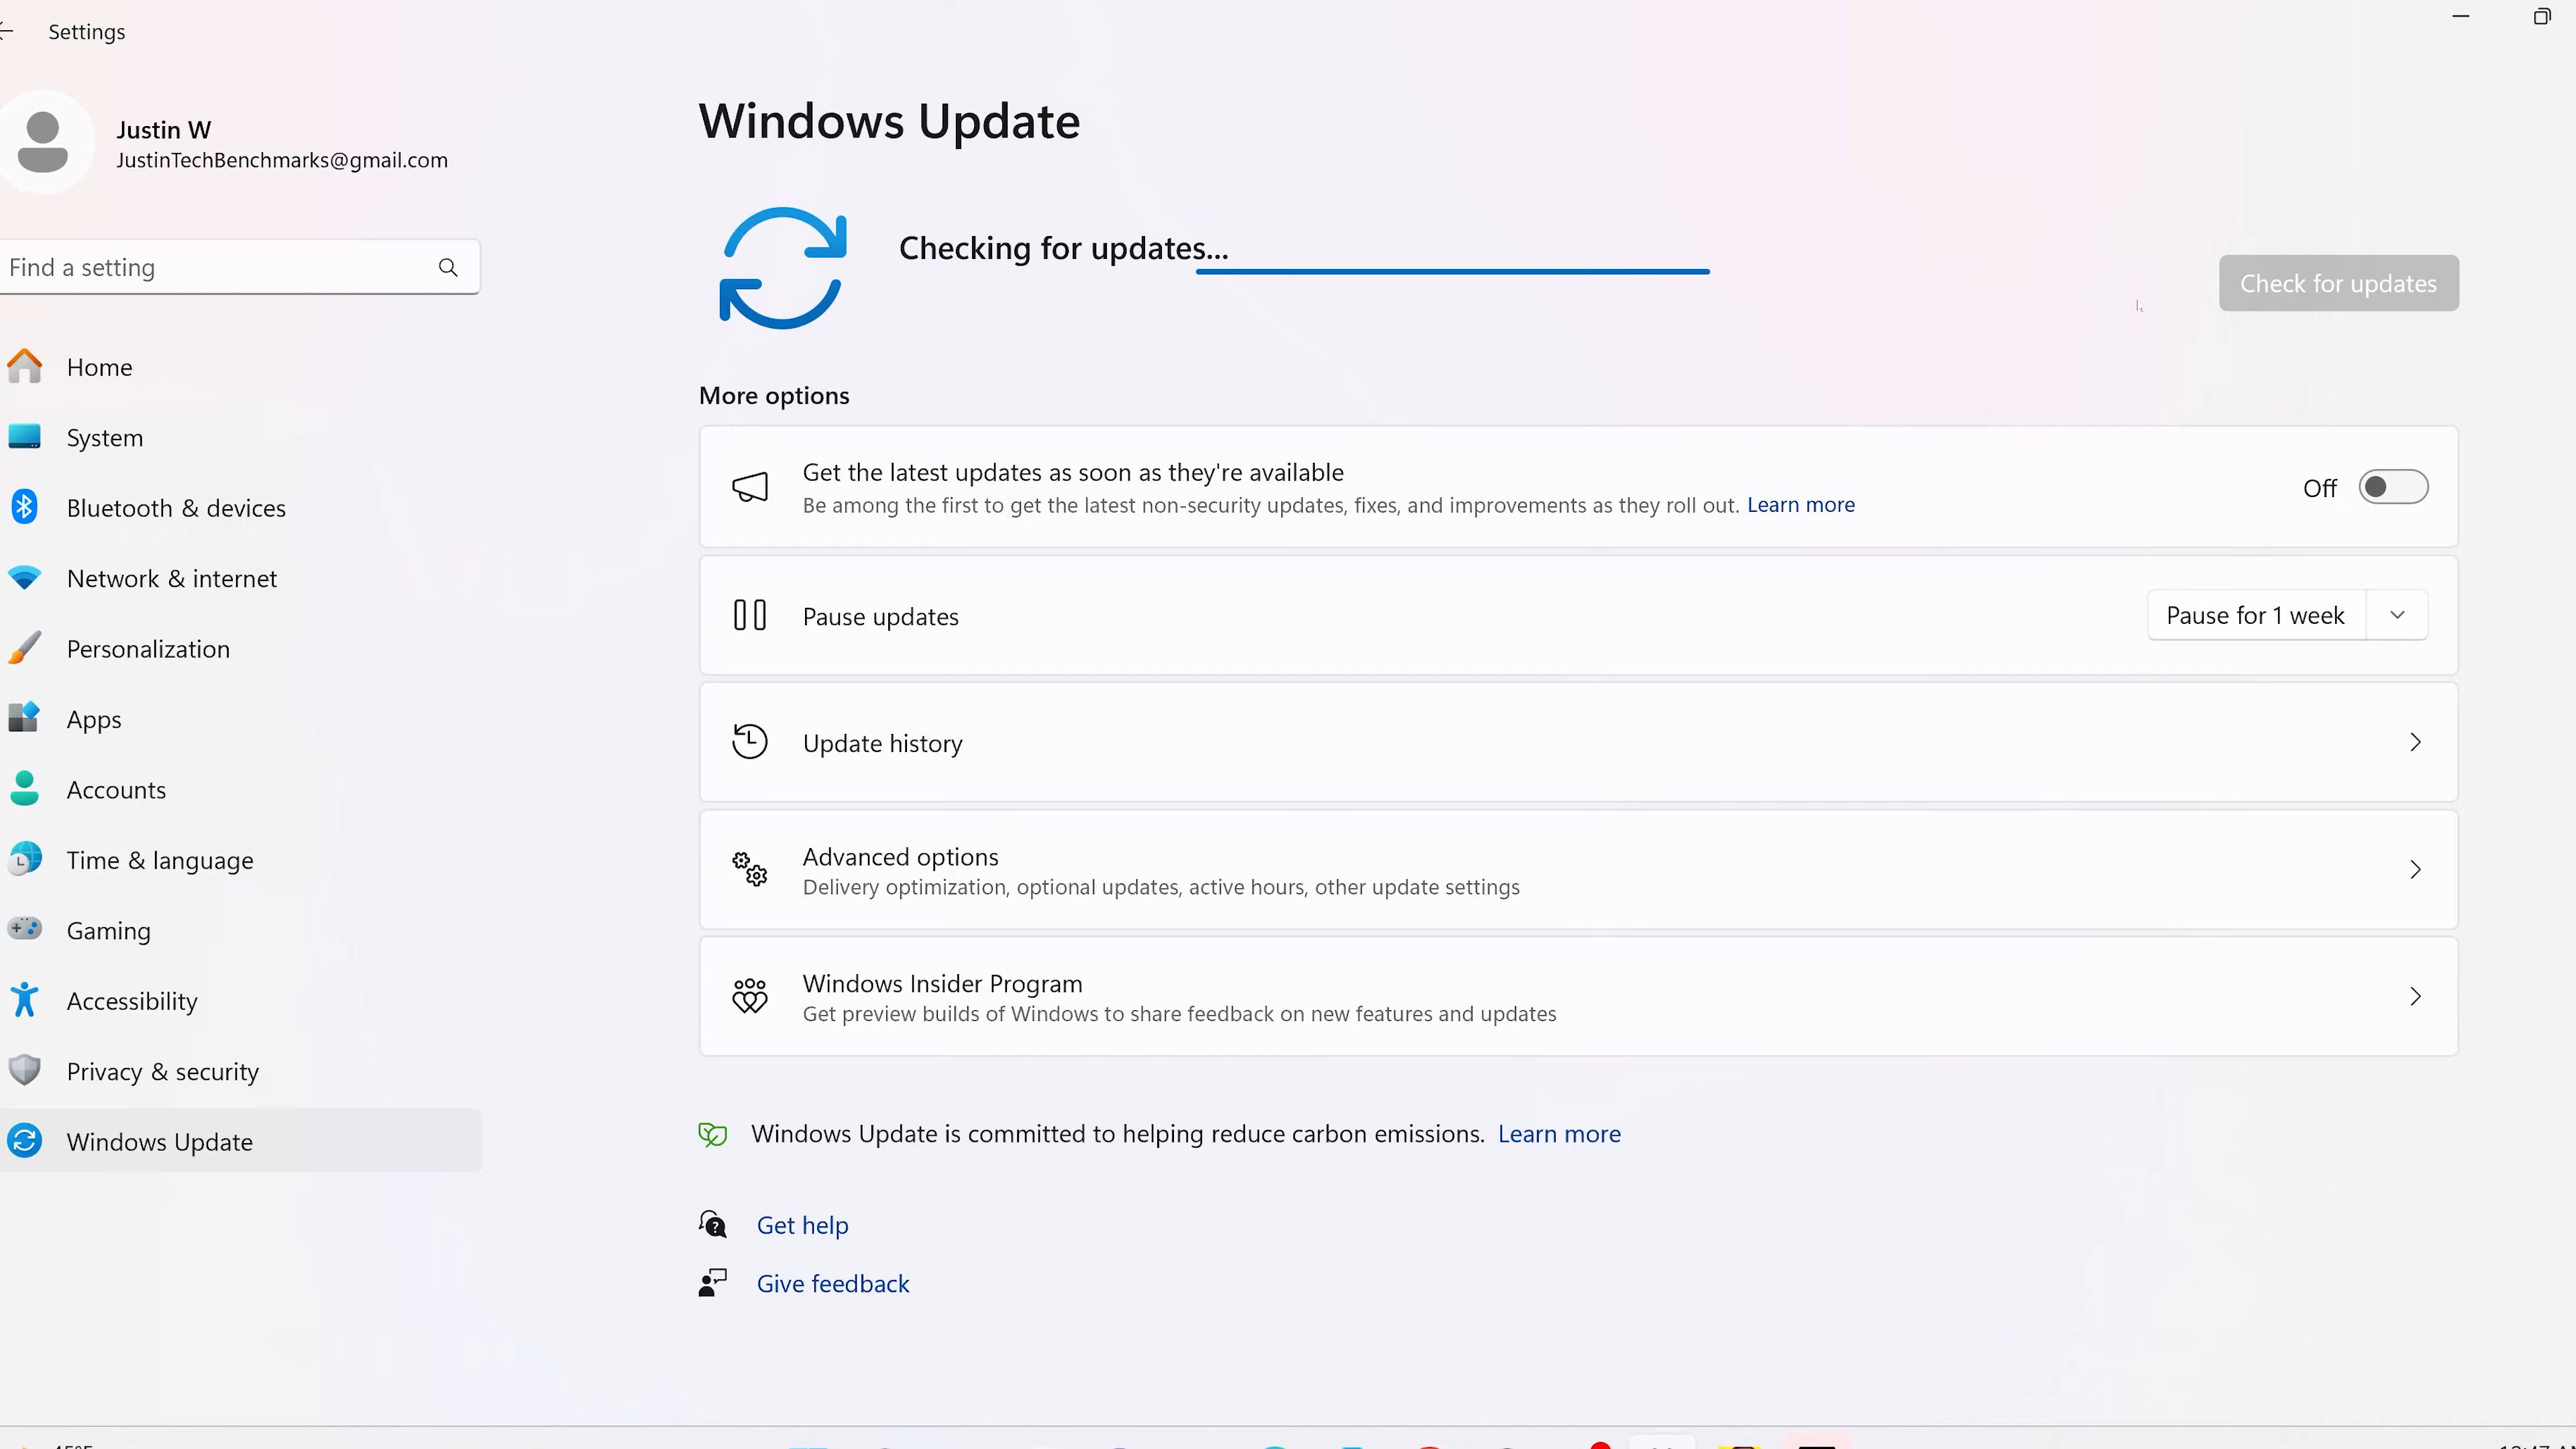 Settings
Justin W
JustinTechBenchmarks@gmail.com
Find a setting
Home
System
Bluetooth & devices
Network & internet
Personalization
Apps
Accounts
Time & language
Gaming
Accessibility
Privacy & security
Windows Update
Windows Update
Checking for updates...
Check for updates
More options
Get the latest updates as soon as they're available
Be among the first to get the latest non-security updates, fixes, and improvements as they roll out. Learn more
Off
Pause updates
Pause for 1 week
Update history
Advanced options
Delivery optimization, optional updates, active hours, other update settings
Windows Insider Program
Get preview builds of Windows to share feedback on new features and updates
Windows Update is committed to helping reduce carbon emissions. Learn more
Get help
Give feedback